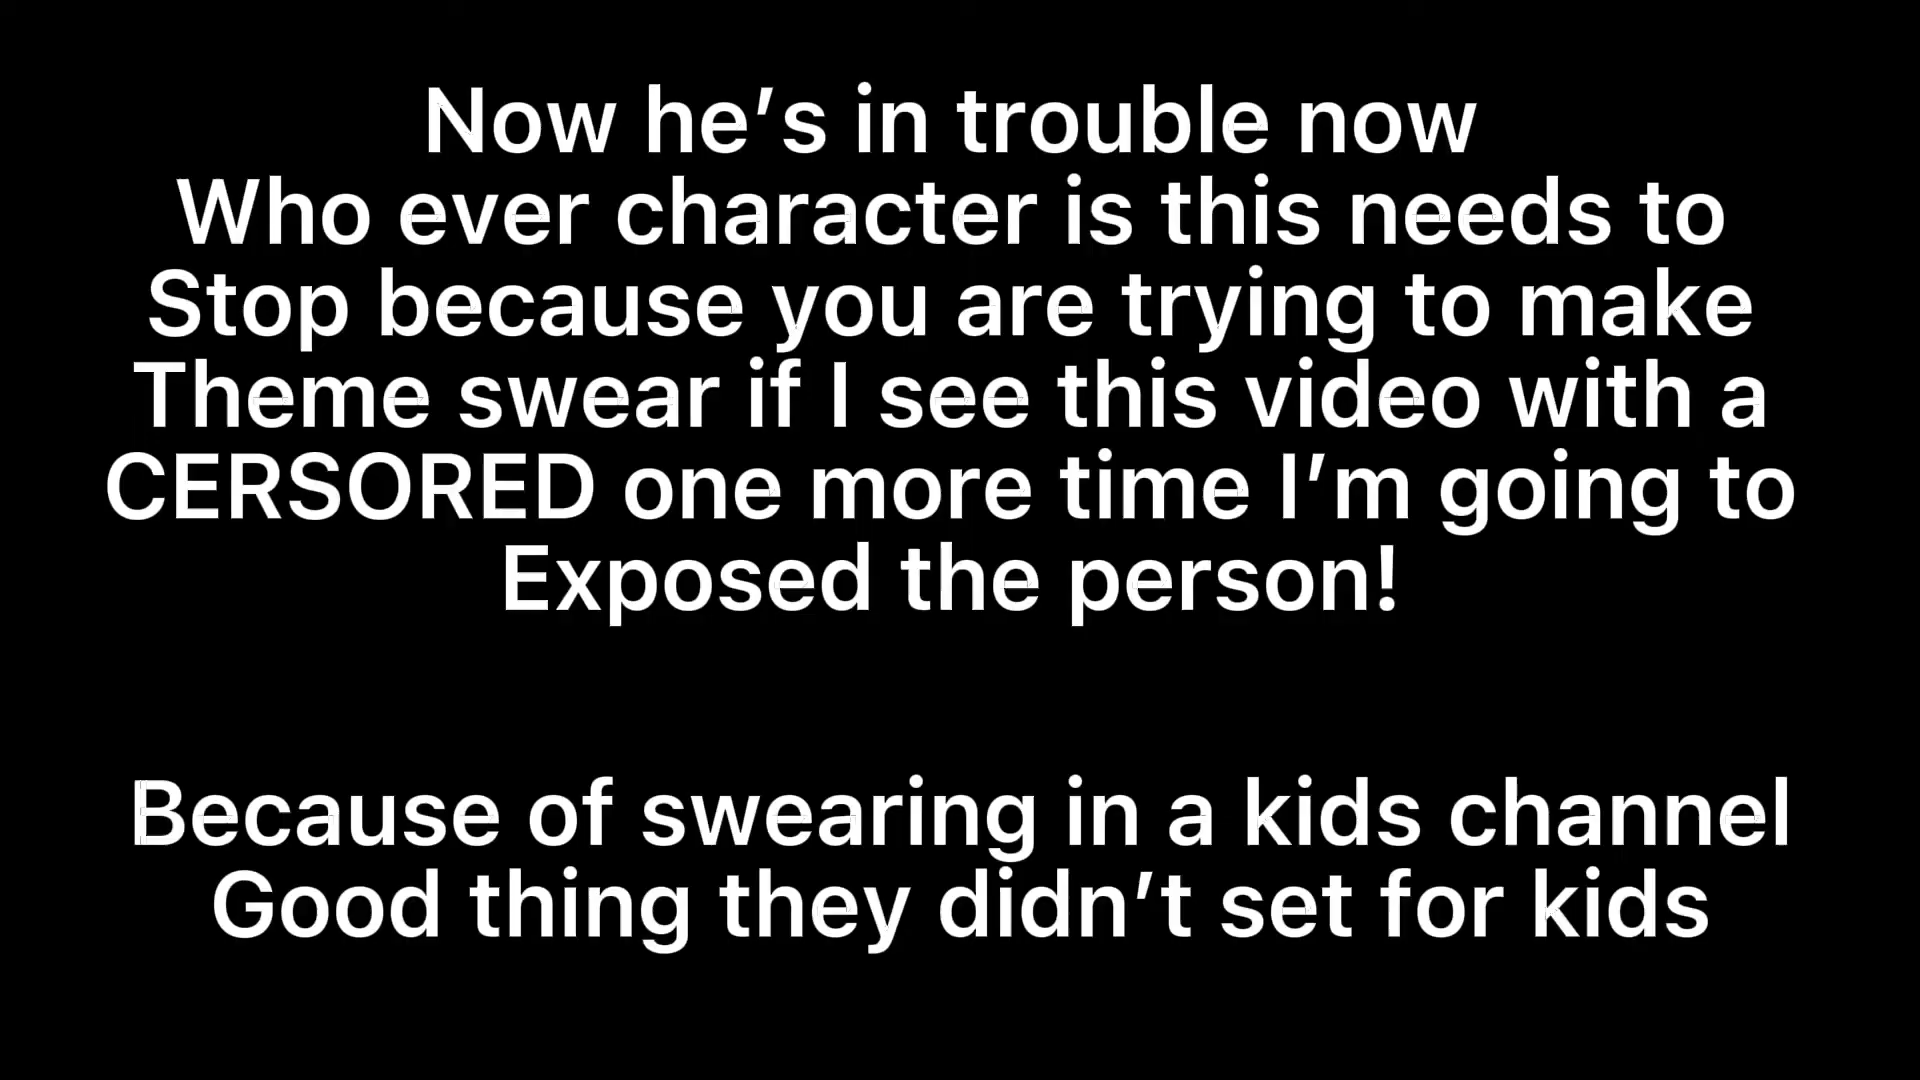 Now he’s in trouble now
Who ever character is this needs to
Stop because you are trying to make
Theme swear if I see this video with a
CERSORED one more time I’m going to
Exposed the person!
Because of swearing in a kids channel
Good thing they didn’t set for kids